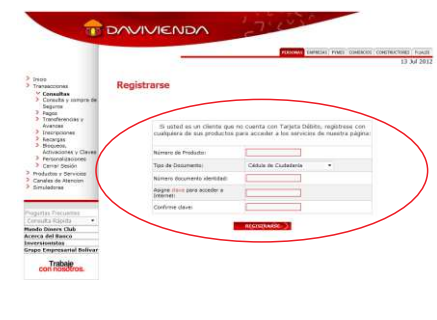 DAVIVIENDA
PERSONAS EMPRESAS PYMES COMERCIOS CONSTRUCTORES FUNJOS
13 Jul 2012
Inicio
Transacciones
Consultas
Consulta y compra de
Seguros
Pagos
Transferencias y
Avances
Inscripciones
Recargas
Bloqueos,
Activaciones y Claves
Personalizaciones
Cerrar Sesión
Productos y Servicios
Canales de Atención
Simuladores
Preguntas Frecuentes
Consulta Rápida
Mundo Diners Club
Acerca del Banco
Inversionistas
Grupo Empresarial Bolívar
Trabaje
con nosotros.
Registrarse
Si usted es un cliente que no cuenta con Tarjeta Débito, regístrese con
cualquiera de sus productos para acceder a los servicios de nuestra página:
Número de Producto:
Tipo de Documento: Cédula de Ciudadanía
Número documento identidad:
Asigne clave para acceder a
Internet:
Confirme clave:
REGISTRARSE